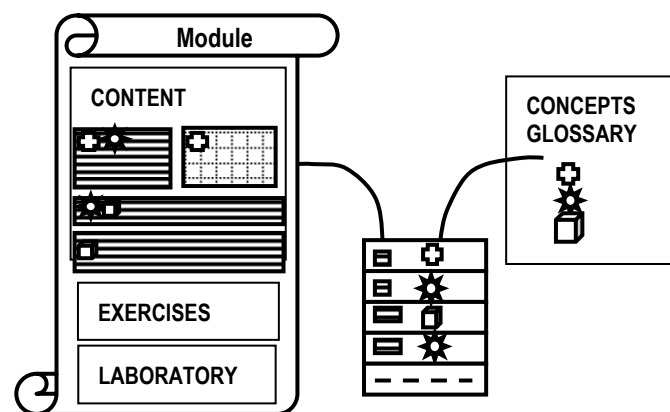 Module
CONTENT
CONCEPTS
GLOSSARY
EXERCISES
LABORATORY